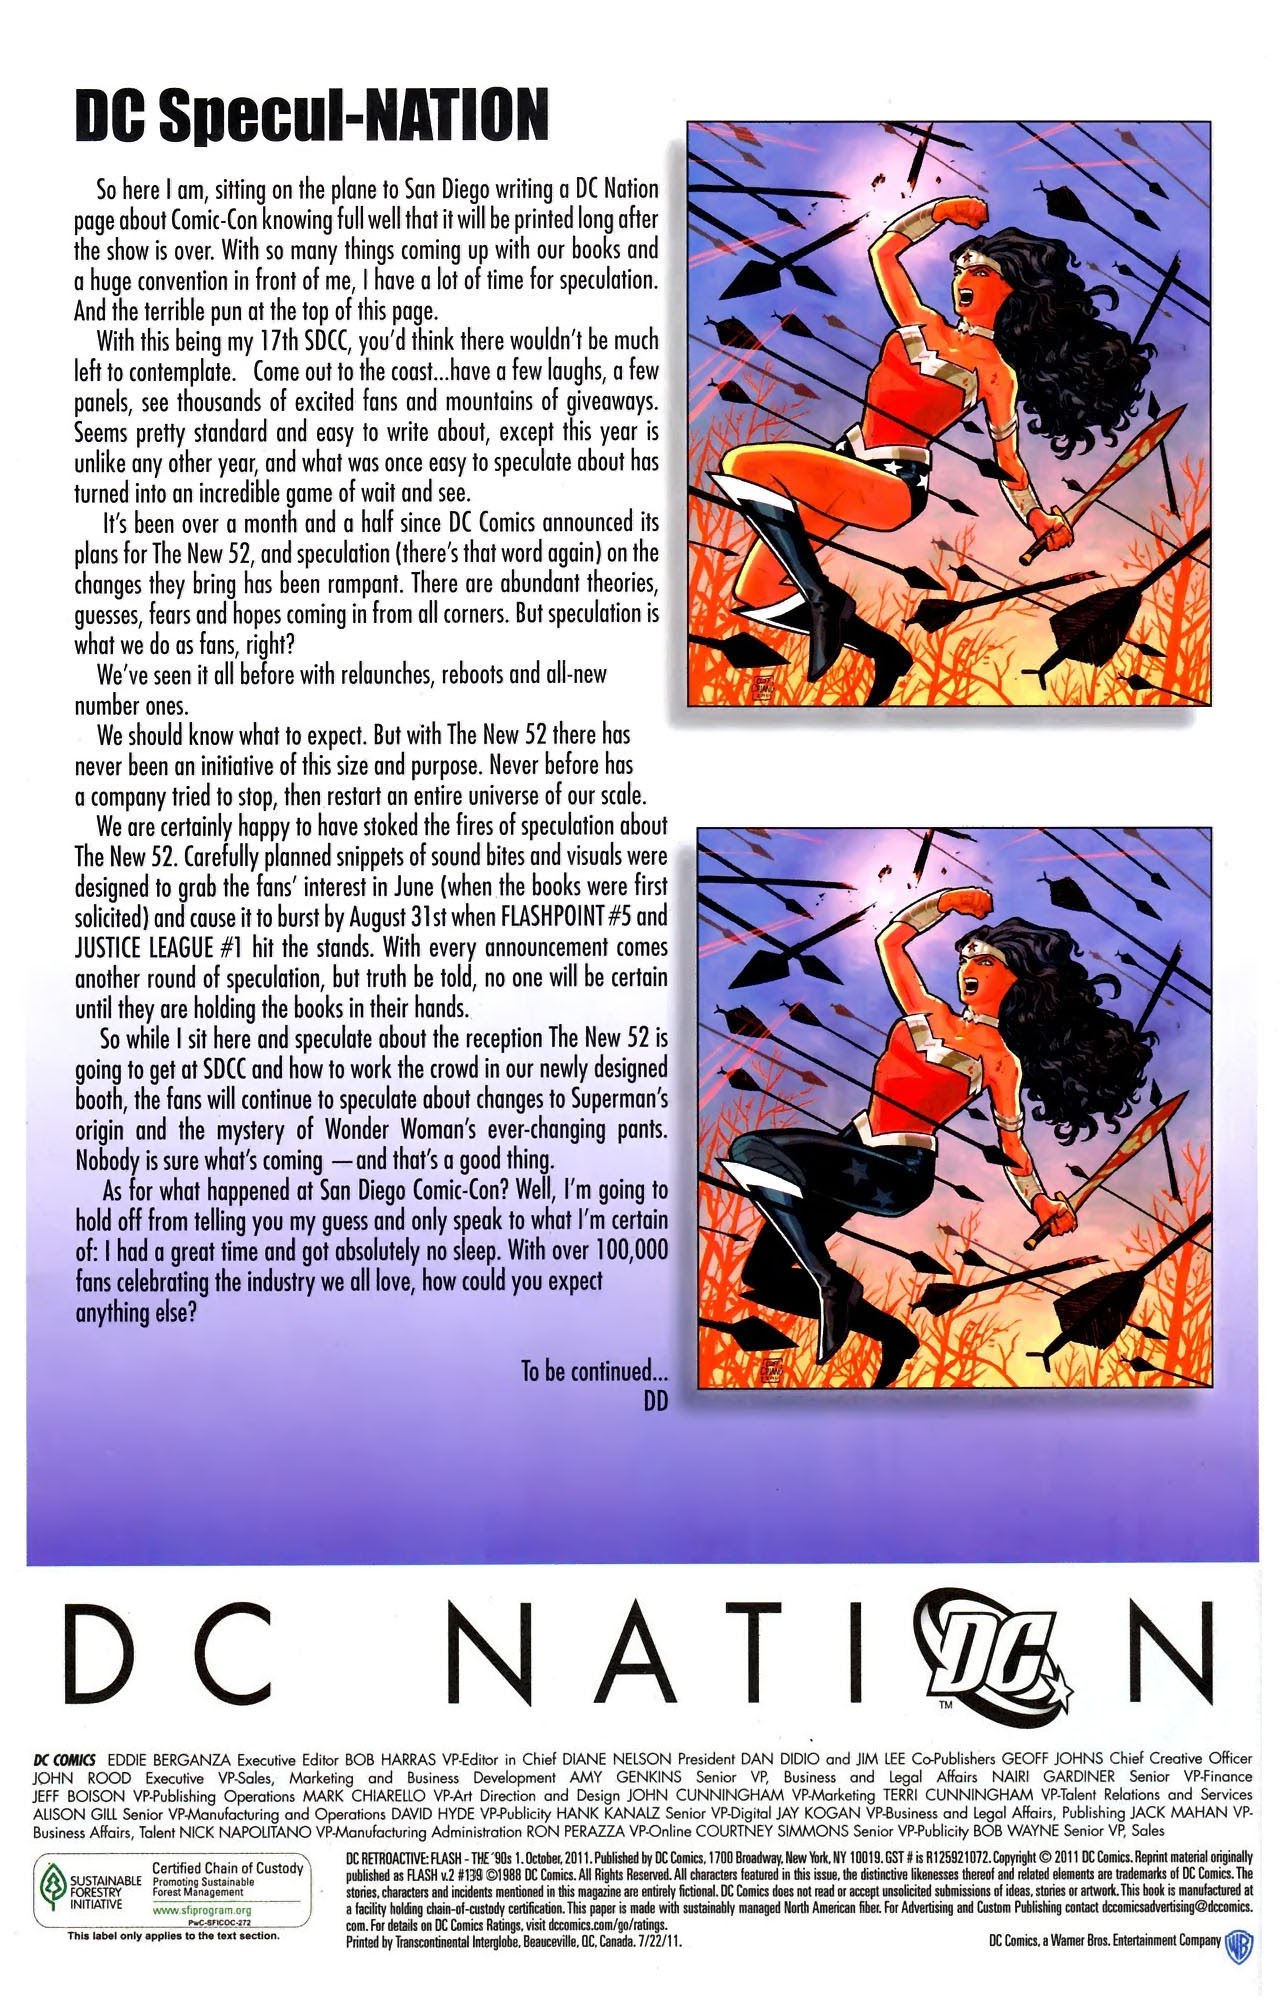 DC Specul-NATION
So here I am, sitting on the plane to San Diego writing a DC Nation
page about Comic-Con knowing full well that it will be printed long after
the show is over. With so many things coming up with our books and
a huge convention in front of me, I have a lot of time for speculation.
And the terrible pun at the top of this page.
With this being my 17th SDCC, you'd think there wouldn't be much
left to contemplate. Come out to the coast...have a few laughs, a few
panels, see thousands of excited fans and mountains of giveaways.
Seems pretty standard and easy to write about, except this year is
unlike any other year, and what was once easy to speculate about has
turned into an incredible game of wait and see.
It's been over a month and a half since DC Comics announced its
plans for The New 52, and speculation (there's that word again) on the
changes they bring has been rampant. There are abundant theories,
guesses, fears and hopes coming in from all corners. But speculation is
what we do as fans, right?
We've seen it all before with relaunches, reboots and all-new
number ones.
We should know what to expect. But with The New 52 there has
never been an initiative of this size and purpose. Never before has
a company tried to stop, then restart an entire universe of our scale.
We are certainly happy to have stoked the fires of speculation about
The New 52. Carefully planned snippets of sound bites and visuals were
designed to grab the fans' interest in June (when the books were first
solicited) and cause it to burst by August 31st when FLASHPOINT #5 and
JUSTICE LEAGUE #1 hit the stands. With every announcement comes
another round of speculation, but truth be told, no one will be certain
until they are holding the books in their hands.
So while I sit here and speculate about the reception The New 52 is
going to get at SDCC and how to work the crowd in our newly designed
booth, the fans will continue to speculate about changes to Superman's
origin and the mystery of Wonder Woman's ever-changing pants.
Nobody is sure what's coming —and that's a good thing.
As for what happened at San Diego Comic-Con? Well, I'm going to
hold off from telling you my guess and only speak to what I'm certain
of: I had a great time and got absolutely no sleep. With over 100,000
fans celebrating the industry we all love, how could you expect
anything else?
To be continued...
DD
DC NATION
DC
TM
DC COMICS EDDIE BERGANZA Executive Editor BOB HARRAS VP-Editor in Chief DIANE NELSON President DAN DIDIO and JIM LEE Co-Publishers GEOFF JOHNS Chief Creative Officer
JOHN ROOD Executive VP-Sales, Marketing and Business Development AMY GENKINS Senior VP, Business and Legal Affairs NAIRI GARDINER Senior VP-Finance
JEFF BOISON VP-Publishing Operations MARK CHIARELLO VP-Art Direction and Design JOHN CUNNINGHAM VP-Marketing TERRI CUNNINGHAM VP-Talent Relations and Services
ALISON GILL Senior VP-Manufacturing and Operations DAVID HYDE VP-Publicity HANK KANALZ Senior VP-Digital JAY KOGAN VP-Business and Legal Affairs, Publishing JACK MAHAN VP-
Business Affairs, Talent NICK NAPOLITANO VP-Manufacturing Administration RON PERAZZA VP-Online COURTNEY SIMMONS Senior VP-Publicity BOB WAYNE Senior VP, Sales
SUSTAINABLE
FORESTRY
INITIATIVE
Certified Chain of Custody
Promoting Sustainable
Forest Management
www.sfiprogram.org
PwC-SFICOC-272
This label only applies to the text section.
DC RETROACTIVE: FLASH - THE '90s 1. October, 2011. Published by DC Comics, 1700 Broadway, New York, NY 10019. GST # is R125921072. Copyright © 2011 DC Comics. Reprint material originally
published as FLASH v.2 #139 ©1988 DC Comics. All Rights Reserved. All characters featured in this issue, the distinctive likenesses thereof and related elements are trademarks of DC Comics. The
stories, characters and incidents mentioned in this magazine are entirely fictional. DC Comics does not read or accept unsolicited submissions of ideas, stories or artwork. This book is manufactured at
a facility holding chain-of-custody certification. This paper is made with sustainably managed North American fiber. For Advertising and Custom Publishing contact dccomicsadvertising@dccomics.
com. For details on DC Comics Ratings, visit dccomics.com/go/ratings.
Printed by Transcontinental Interglobe, Beauceville, QC, Canada. 7/22/11.
DC Comics, a Warner Bros. Entertainment Company
WB